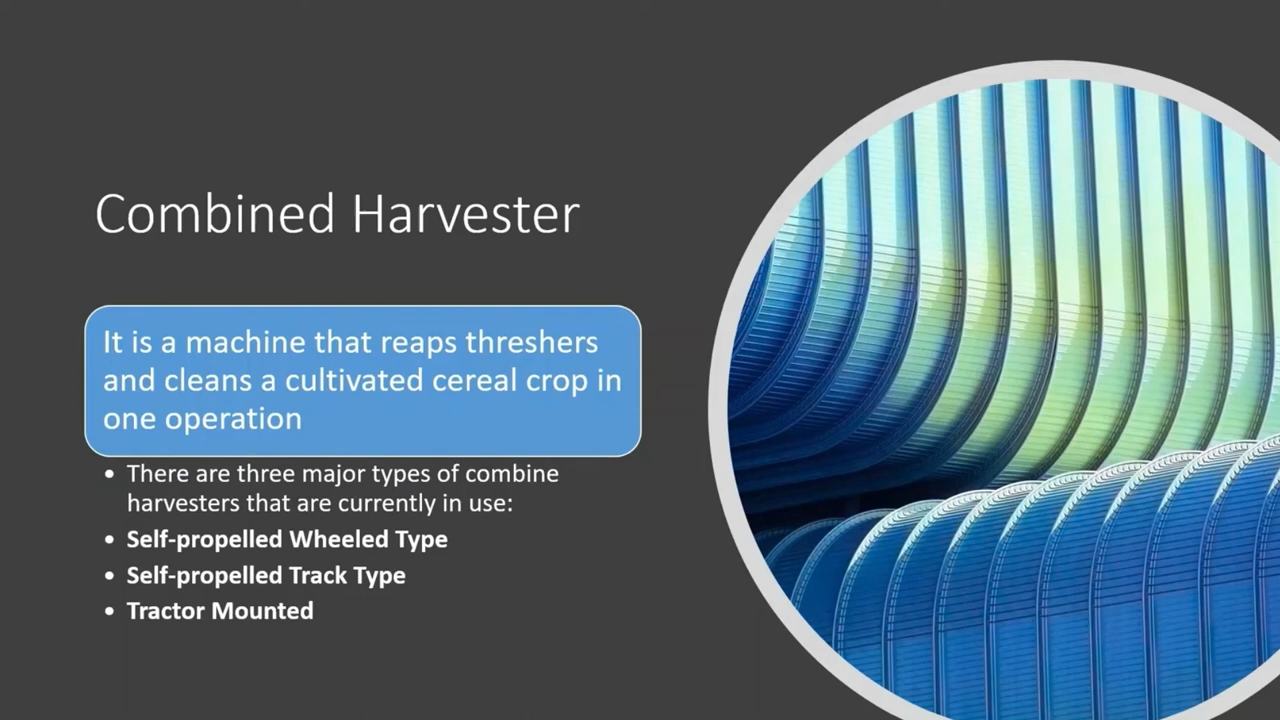 Combined Harvester
It is a machine that reaps threshers
and cleans a cultivated cereal crop in
one operation
• There are three major types of combine
harvesters that are currently in use:
• Self-propelled Wheeled Type
• Self-propelled Track Type
• Tractor Mounted